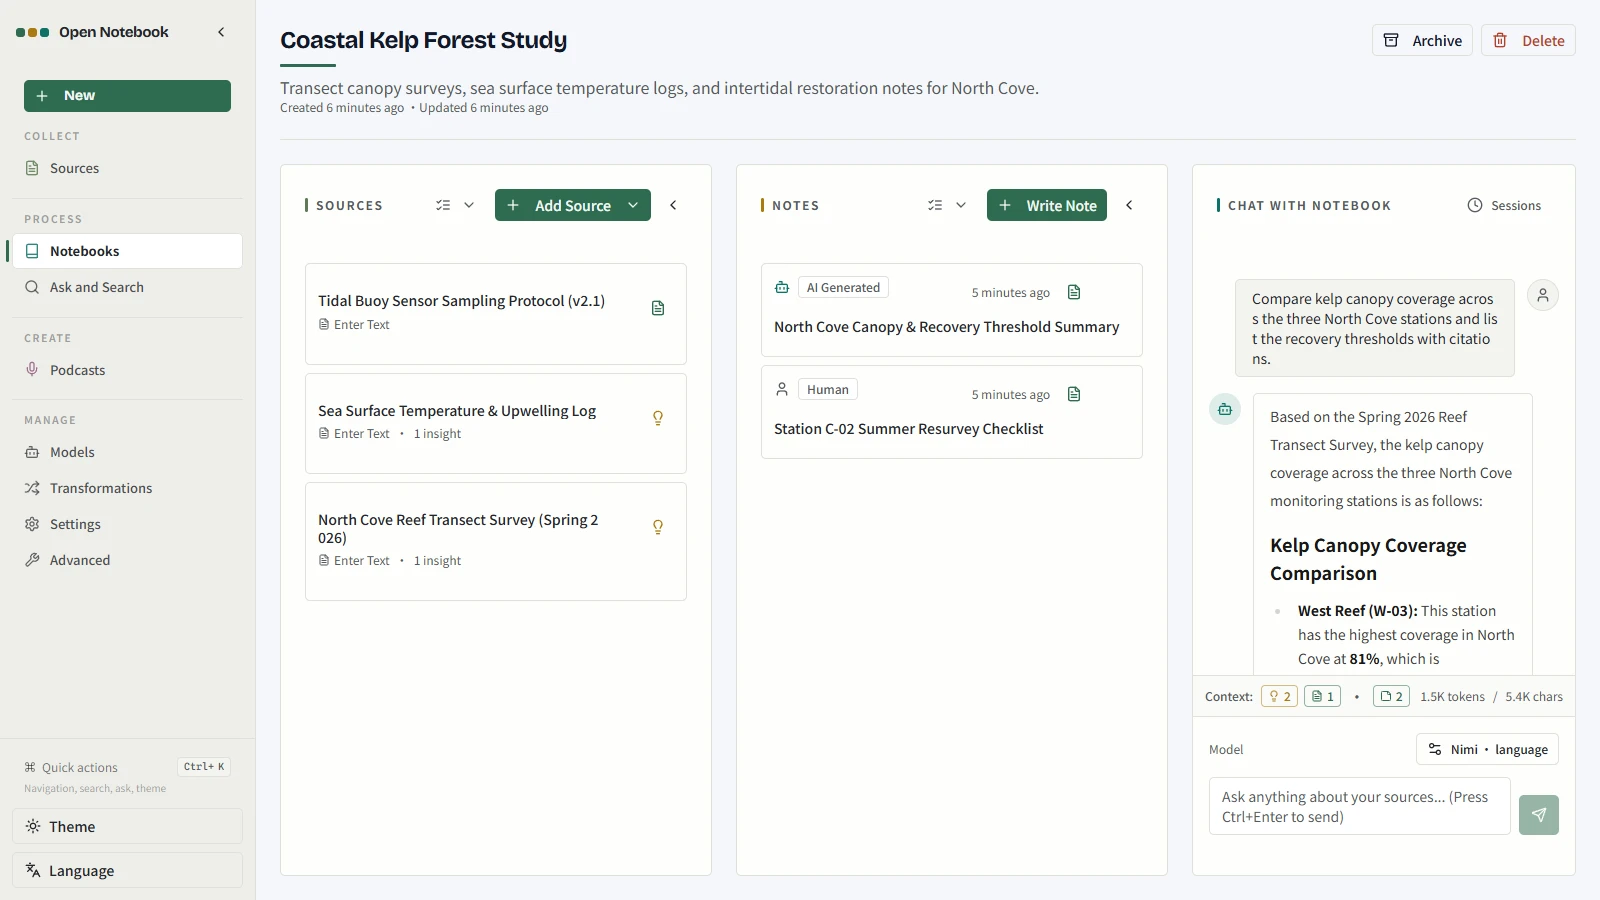 Open Notebook
New
COLLECT
Sources
PROCESS
Notebooks
Ask and Search
CREATE
Podcasts
MANAGE
Models
Transformations
Settings
Advanced
⌘ Quick actions
Ctrl+ K
Navigation, search, ask, theme
Theme
Language
Coastal Kelp Forest Study
Archive
Delete
Transect canopy surveys, sea surface temperature logs, and intertidal restoration notes for North Cove.
Created 6 minutes ago • Updated 6 minutes ago
SOURCES
Add Source
Tidal Buoy Sensor Sampling Protocol (v2.1)
Enter Text
Sea Surface Temperature & Upwelling Log
Enter Text • 1 insight
North Cove Reef Transect Survey (Spring 2
026)
Enter Text • 1 insight
NOTES
Write Note
AI Generated
5 minutes ago
North Cove Canopy & Recovery Threshold Summary
Human
5 minutes ago
Station C-02 Summer Resurvey Checklist
CHAT WITH NOTEBOOK
Sessions
Compare kelp canopy coverage acros
s the three North Cove stations and lis
t the recovery thresholds with citatio
ns.
Based on the Spring 2026 Reef
Transect Survey, the kelp canopy
coverage across the three North Cove
monitoring stations is as follows:
Kelp Canopy Coverage
Comparison
• West Reef (W-03): This station
has the highest coverage in North
Cove at 81%, which is
Context: 2 1 • 2 1.5K tokens / 5.4K chars
Model
Nimi • language
Ask anything about your sources... (Press
Ctrl+Enter to send)